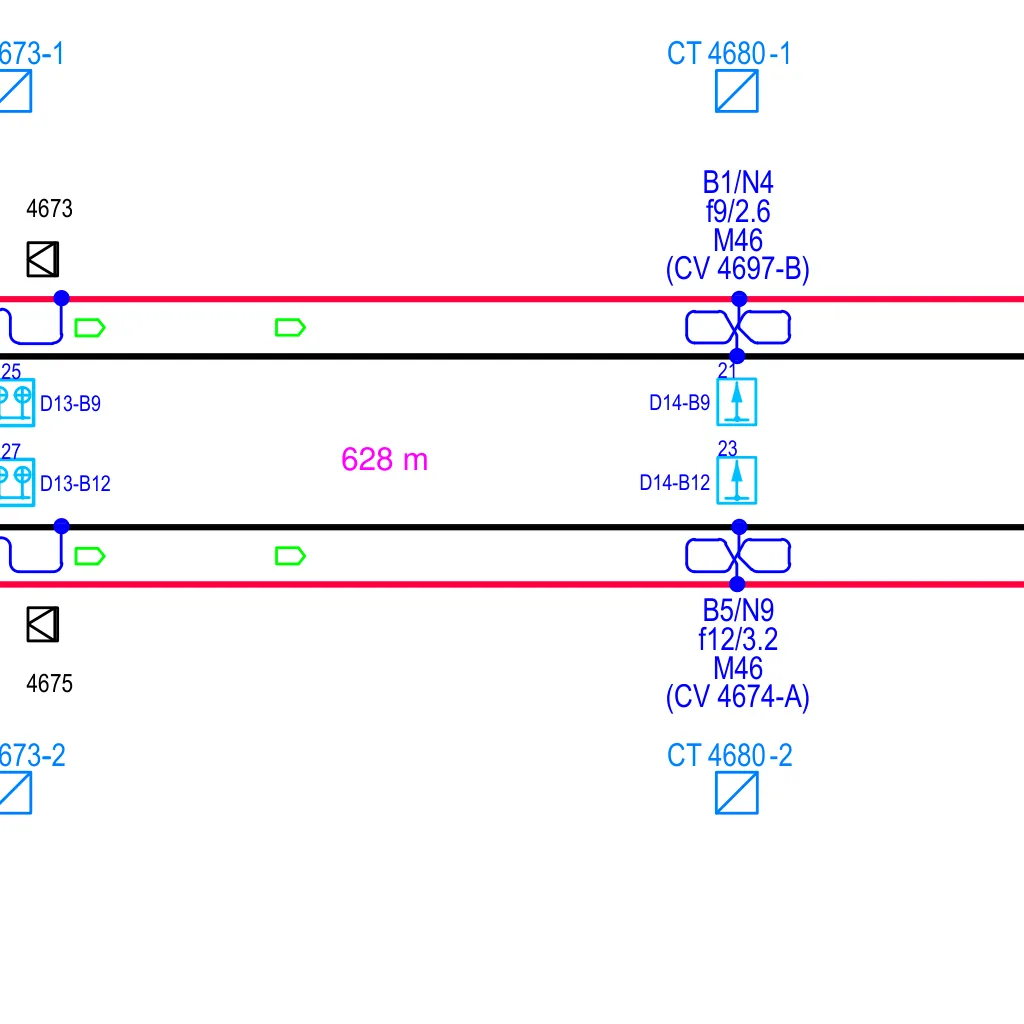 673-1
CT 4680-1
B1/N4
4673
f9/2.6
M46
(CV 4697-B)
25
21
D13-B9
D14-B9
27
23
628 m
D13-B12
D14-B12
B5/N9
f12/3.2
M46
4675
(CV 4674-A)
673-2
CT 4680-2